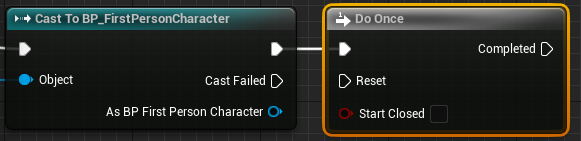 Cast To BP_FirstPersonCharacter
Object
Cast Failed
As BP First Person Character
Do Once
Completed
Reset
Start Closed